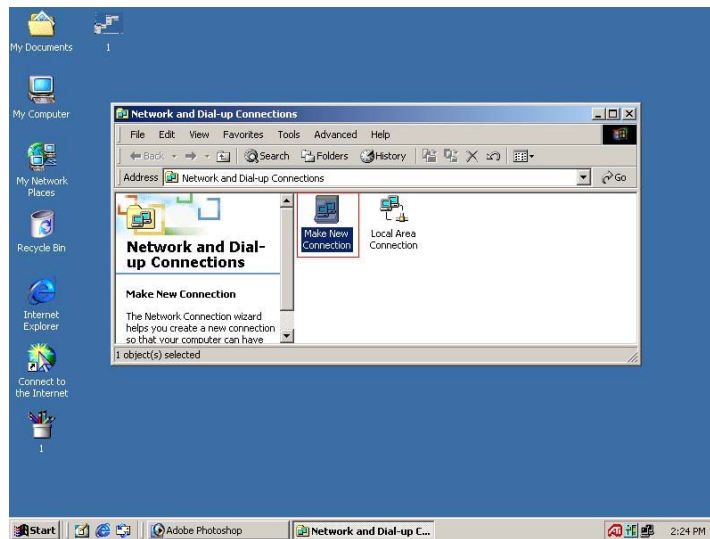 My Documents
1
My Computer
My Network
Places
Recycle Bin
Internet
Explorer
Connect to
the Internet
1
Network and Dial-up Connections
File Edit View Favorites Tools Advanced Help
Back Search Folders History
Address Network and Dial-up Connections Go
Network and Dial-
up Connections
Make New Connection
The Network Connection wizard
helps you create a new connection
so that your computer can have
Make New
Connection
Local Area
Connection
1 object(s) selected
Start Adobe Photoshop Network and Dial-up C... 2:24 PM